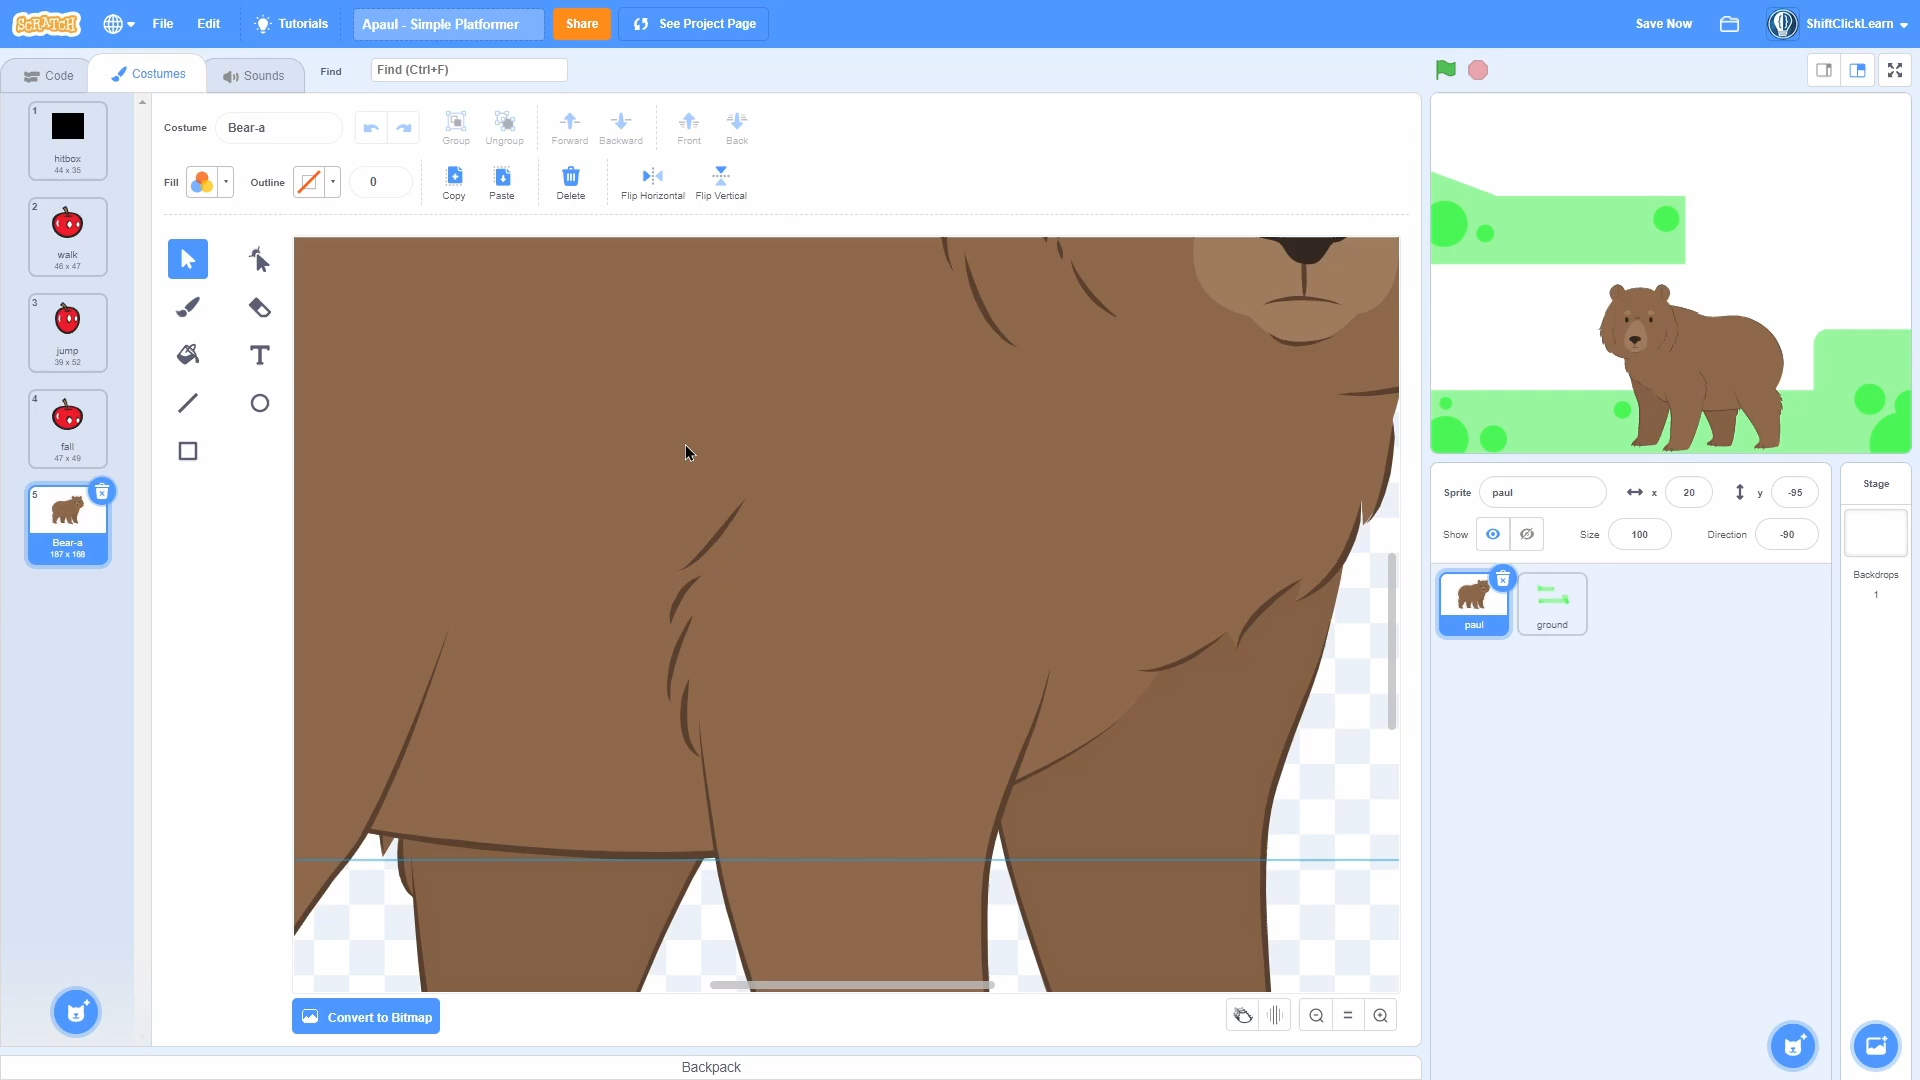 SCRATCH
File
Edit
Tutorials
Apaul - Simple Platformer
Share
See Project Page
Save Now
ShiftClickLearn
Code
Costumes
Sounds
Find
Find (Ctrl+F)
1
hitbox
44 x 35
2
walk
46 x 47
3
jump
39 x 52
4
fall
47 x 49
5
Bear-a
187 x 168
Costume
Bear-a
Group
Ungroup
Forward
Backward
Front
Back
Fill
Outline
0
Copy
Paste
Delete
Flip Horizontal
Flip Vertical
Convert to Bitmap
Backpack
Sprite
paul
x
20
y
-95
Show
Size
100
Direction
-90
paul
ground
Stage
Backdrops
1